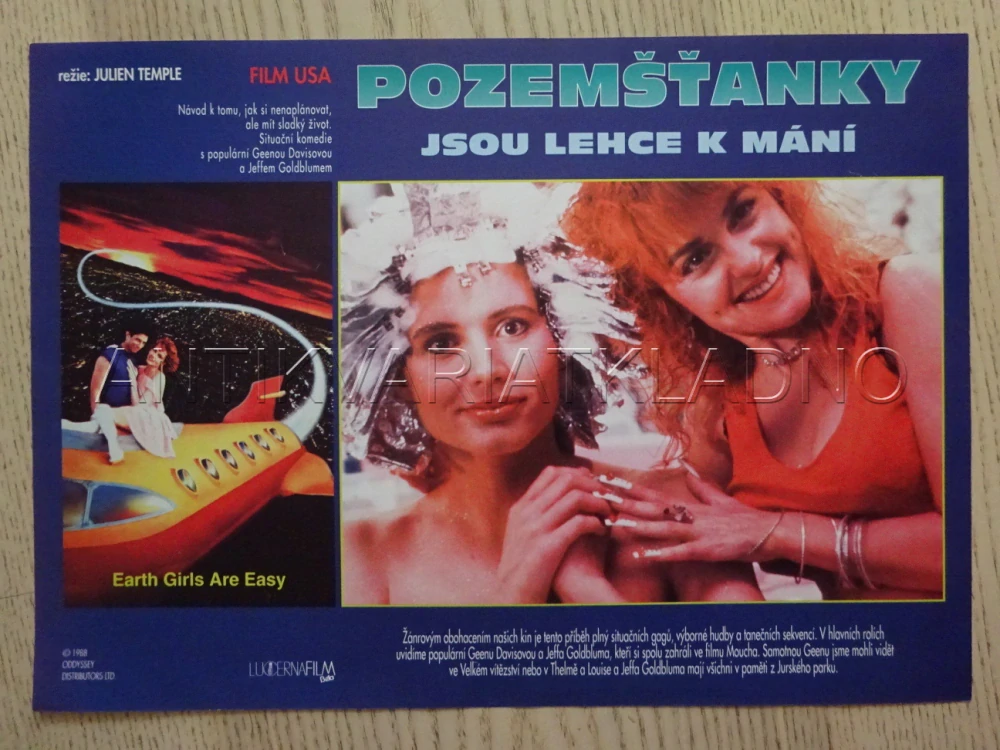 režie: JULIEN TEMPLE
FILM USA
Návod k tomu, jak si nenaplánovat,
ale mít sladký život.
Situační komedie
s populární Geenou Davisovou
a Jeffem Goldblumem
POZEMŠŤANKY
JSOU LEHCE K MÁNÍ
ANTIKVARIATKLADNO
Earth Girls Are Easy
© 1988
ODDYSSEY
DISTRIBUTORS LTD
LUCERNAFILM
Beta
Žánrovým obohacením našich kin je tento příběh plný situačních gagů, výborné hudby a tanečních sekvencí. V hlavních rolích
uvidíme populární Geenu Davisovou a Jeffa Goldbluma, kteří si spolu zahráli ve filmu Moucha. Samotnou Geenu jsme mohli vidět
ve Velkém vítězství nebo v Thelmě a Louise a Jeffa Goldbluma mají všichni v paměti z Jurského parku.